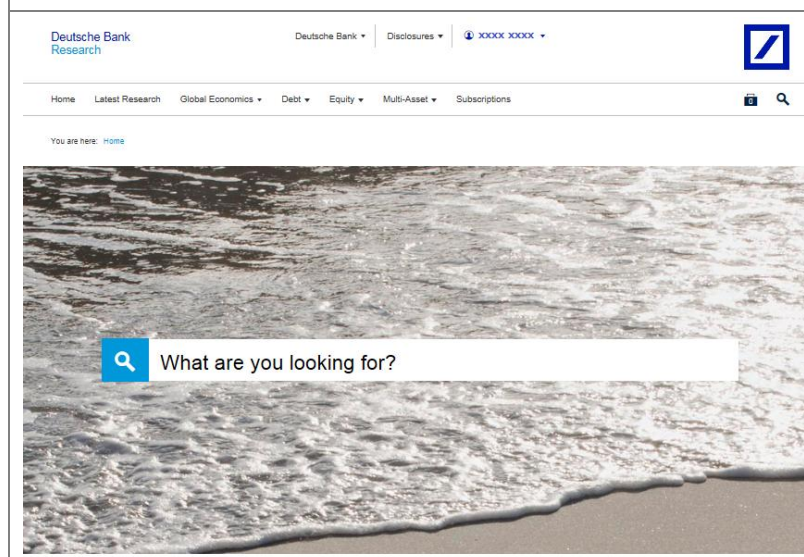 Deutsche Bank
Research
Deutsche Bank Disclosures XXXX XXXX
Home Latest Research Global Economics Debt Equity Multi-Asset Subscriptions 0
You are here: Home
What are you looking for?